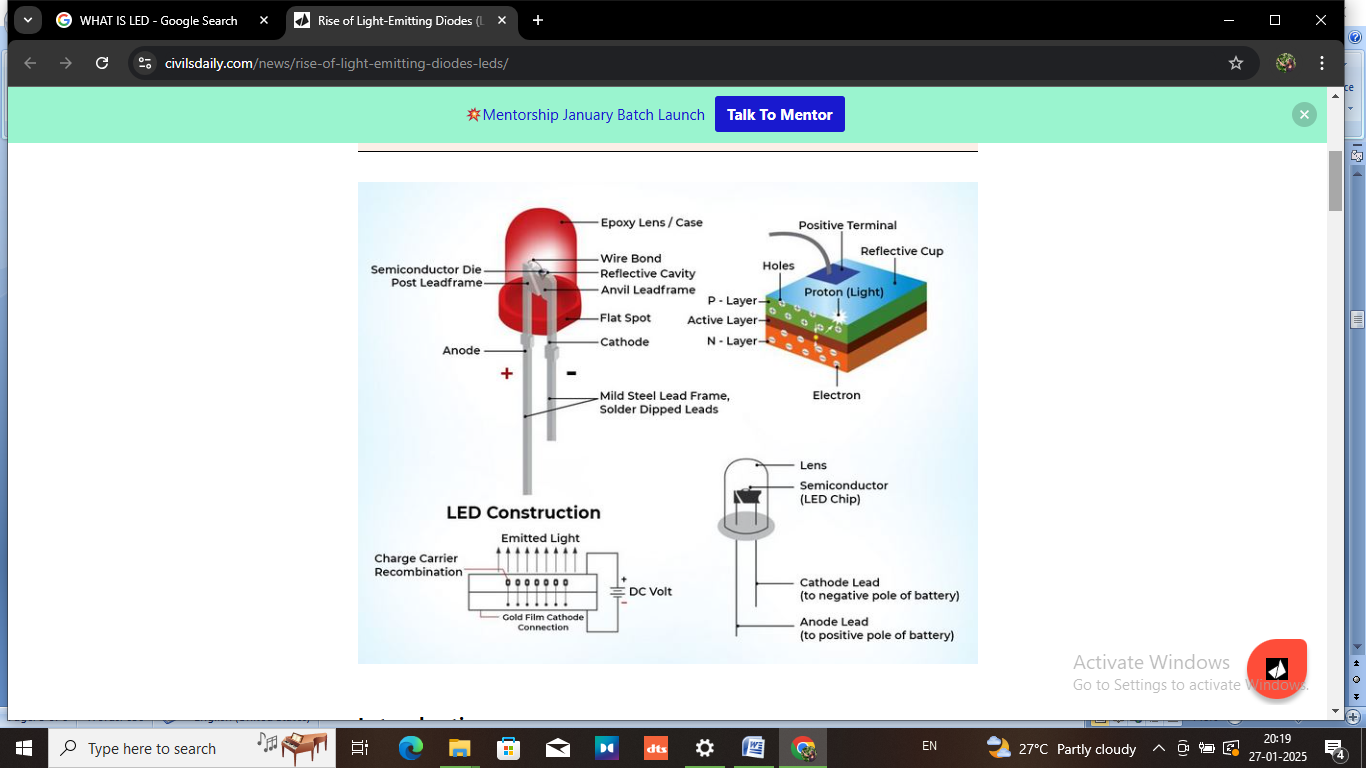 WHAT IS LED - Google Search
Rise of Light-Emitting Diodes (L
civilsdaily.com/news/rise-of-light-emitting-diodes-leds/
💥Mentorship January Batch Launch
Talk To Mentor
Epoxy Lens / Case
Wire Bond
Semiconductor Die
Reflective Cavity
Post Leadframe
Anvil Leadframe
Flat Spot
Cathode
Anode
+
-
Mild Steel Lead Frame,
Solder Dipped Leads
Positive Terminal
Reflective Cup
Holes
Proton (Light)
P - Layer
Active Layer
N - Layer
Electron
LED Construction
Emitted Light
Charge Carrier
Recombination
+
DC Volt
-
Gold Film Cathode
Connection
Lens
Semiconductor
(LED Chip)
Cathode Lead
(to negative pole of battery)
Anode Lead
(to positive pole of battery)
Activate Windows
Go to Settings to activate Windows.
Type here to search
dts
W
EN
27°C Partly cloudy
20:19
27-01-2025
4